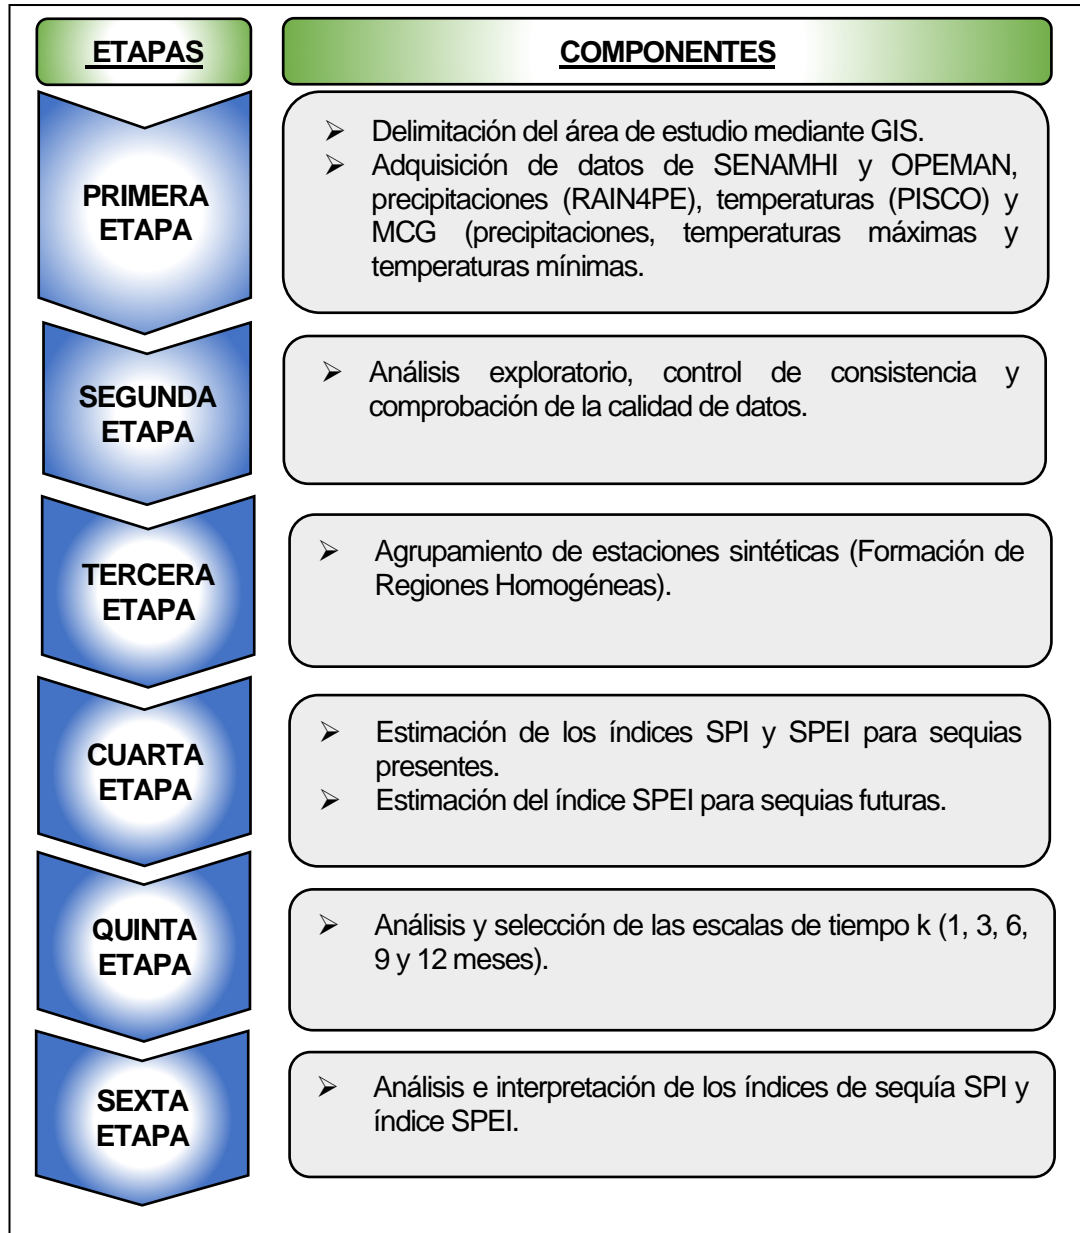 ETAPAS
COMPONENTES
PRIMERA
ETAPA
➢ Delimitación del área de estudio mediante GIS.
➢ Adquisición de datos de SENAMHI y OPEMAN,
precipitaciones (RAIN4PE), temperaturas (PISCO) y
MCG (precipitaciones, temperaturas máximas y
temperaturas mínimas.
SEGUNDA
ETAPA
➢ Análisis exploratorio, control de consistencia y
comprobación de la calidad de datos.
TERCERA
ETAPA
➢ Agrupamiento de estaciones sintéticas (Formación de
Regiones Homogéneas).
CUARTA
ETAPA
➢ Estimación de los índices SPI y SPEI para sequias
presentes.
➢ Estimación del índice SPEI para sequias futuras.
QUINTA
ETAPA
➢ Análisis y selección de las escalas de tiempo k (1, 3, 6,
9 y 12 meses).
SEXTA
ETAPA
➢ Análisis e interpretación de los índices de sequía SPI y
índice SPEI.